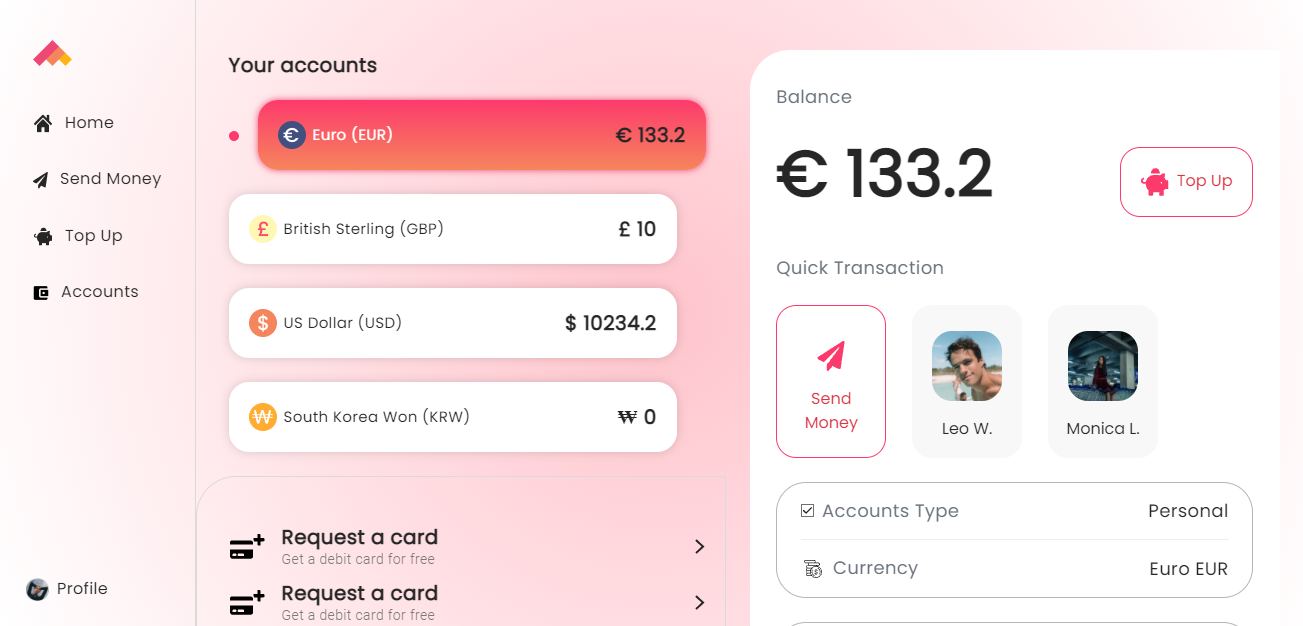 Home
Send Money
Top Up
Accounts
Profile
Your accounts
€ Euro (EUR) € 133.2
£ British Sterling (GBP) £ 10
$ US Dollar (USD) $ 10234.2
₩ South Korea Won (KRW) ₩ 0
Request a card
Get a debit card for free
Request a card
Get a debit card for free
Balance
€ 133.2
Top Up
Quick Transaction
Send
Money
Leo W.
Monica L.
Accounts Type Personal
Currency Euro EUR